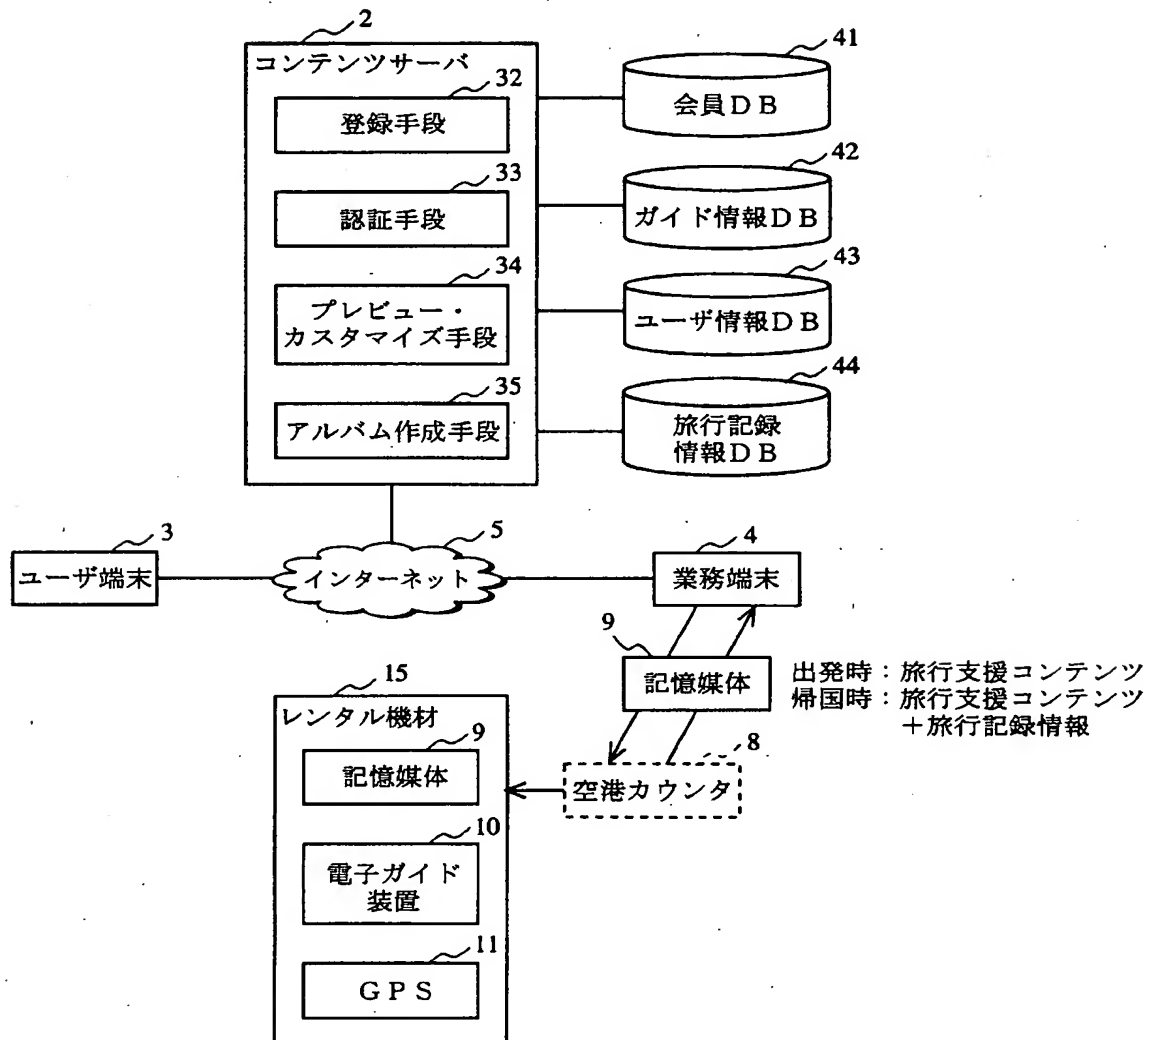 2
コンテンツサーバ
32
登録手段
33
認証手段
34
プレビュー・
カスタマイズ手段
35
アルバム作成手段
41
会員DB
42
ガイド情報DB
43
ユーザ情報DB
44
旅行記録
情報DB
3
ユーザ端末
5
インターネット
4
業務端末
9
記憶媒体
出発時：旅行支援コンテンツ
帰国時：旅行支援コンテンツ
＋旅行記録情報
8
空港カウンタ
15
レンタル機材
9
記憶媒体
10
電子ガイド
装置
11
GPS